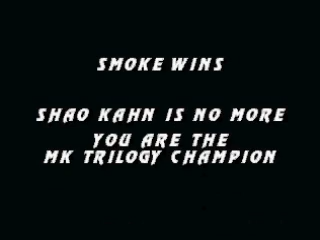 SMOKE WINS
SHAO KAHN IS NO MORE
YOU ARE THE
MK TRILOGY CHAMPION